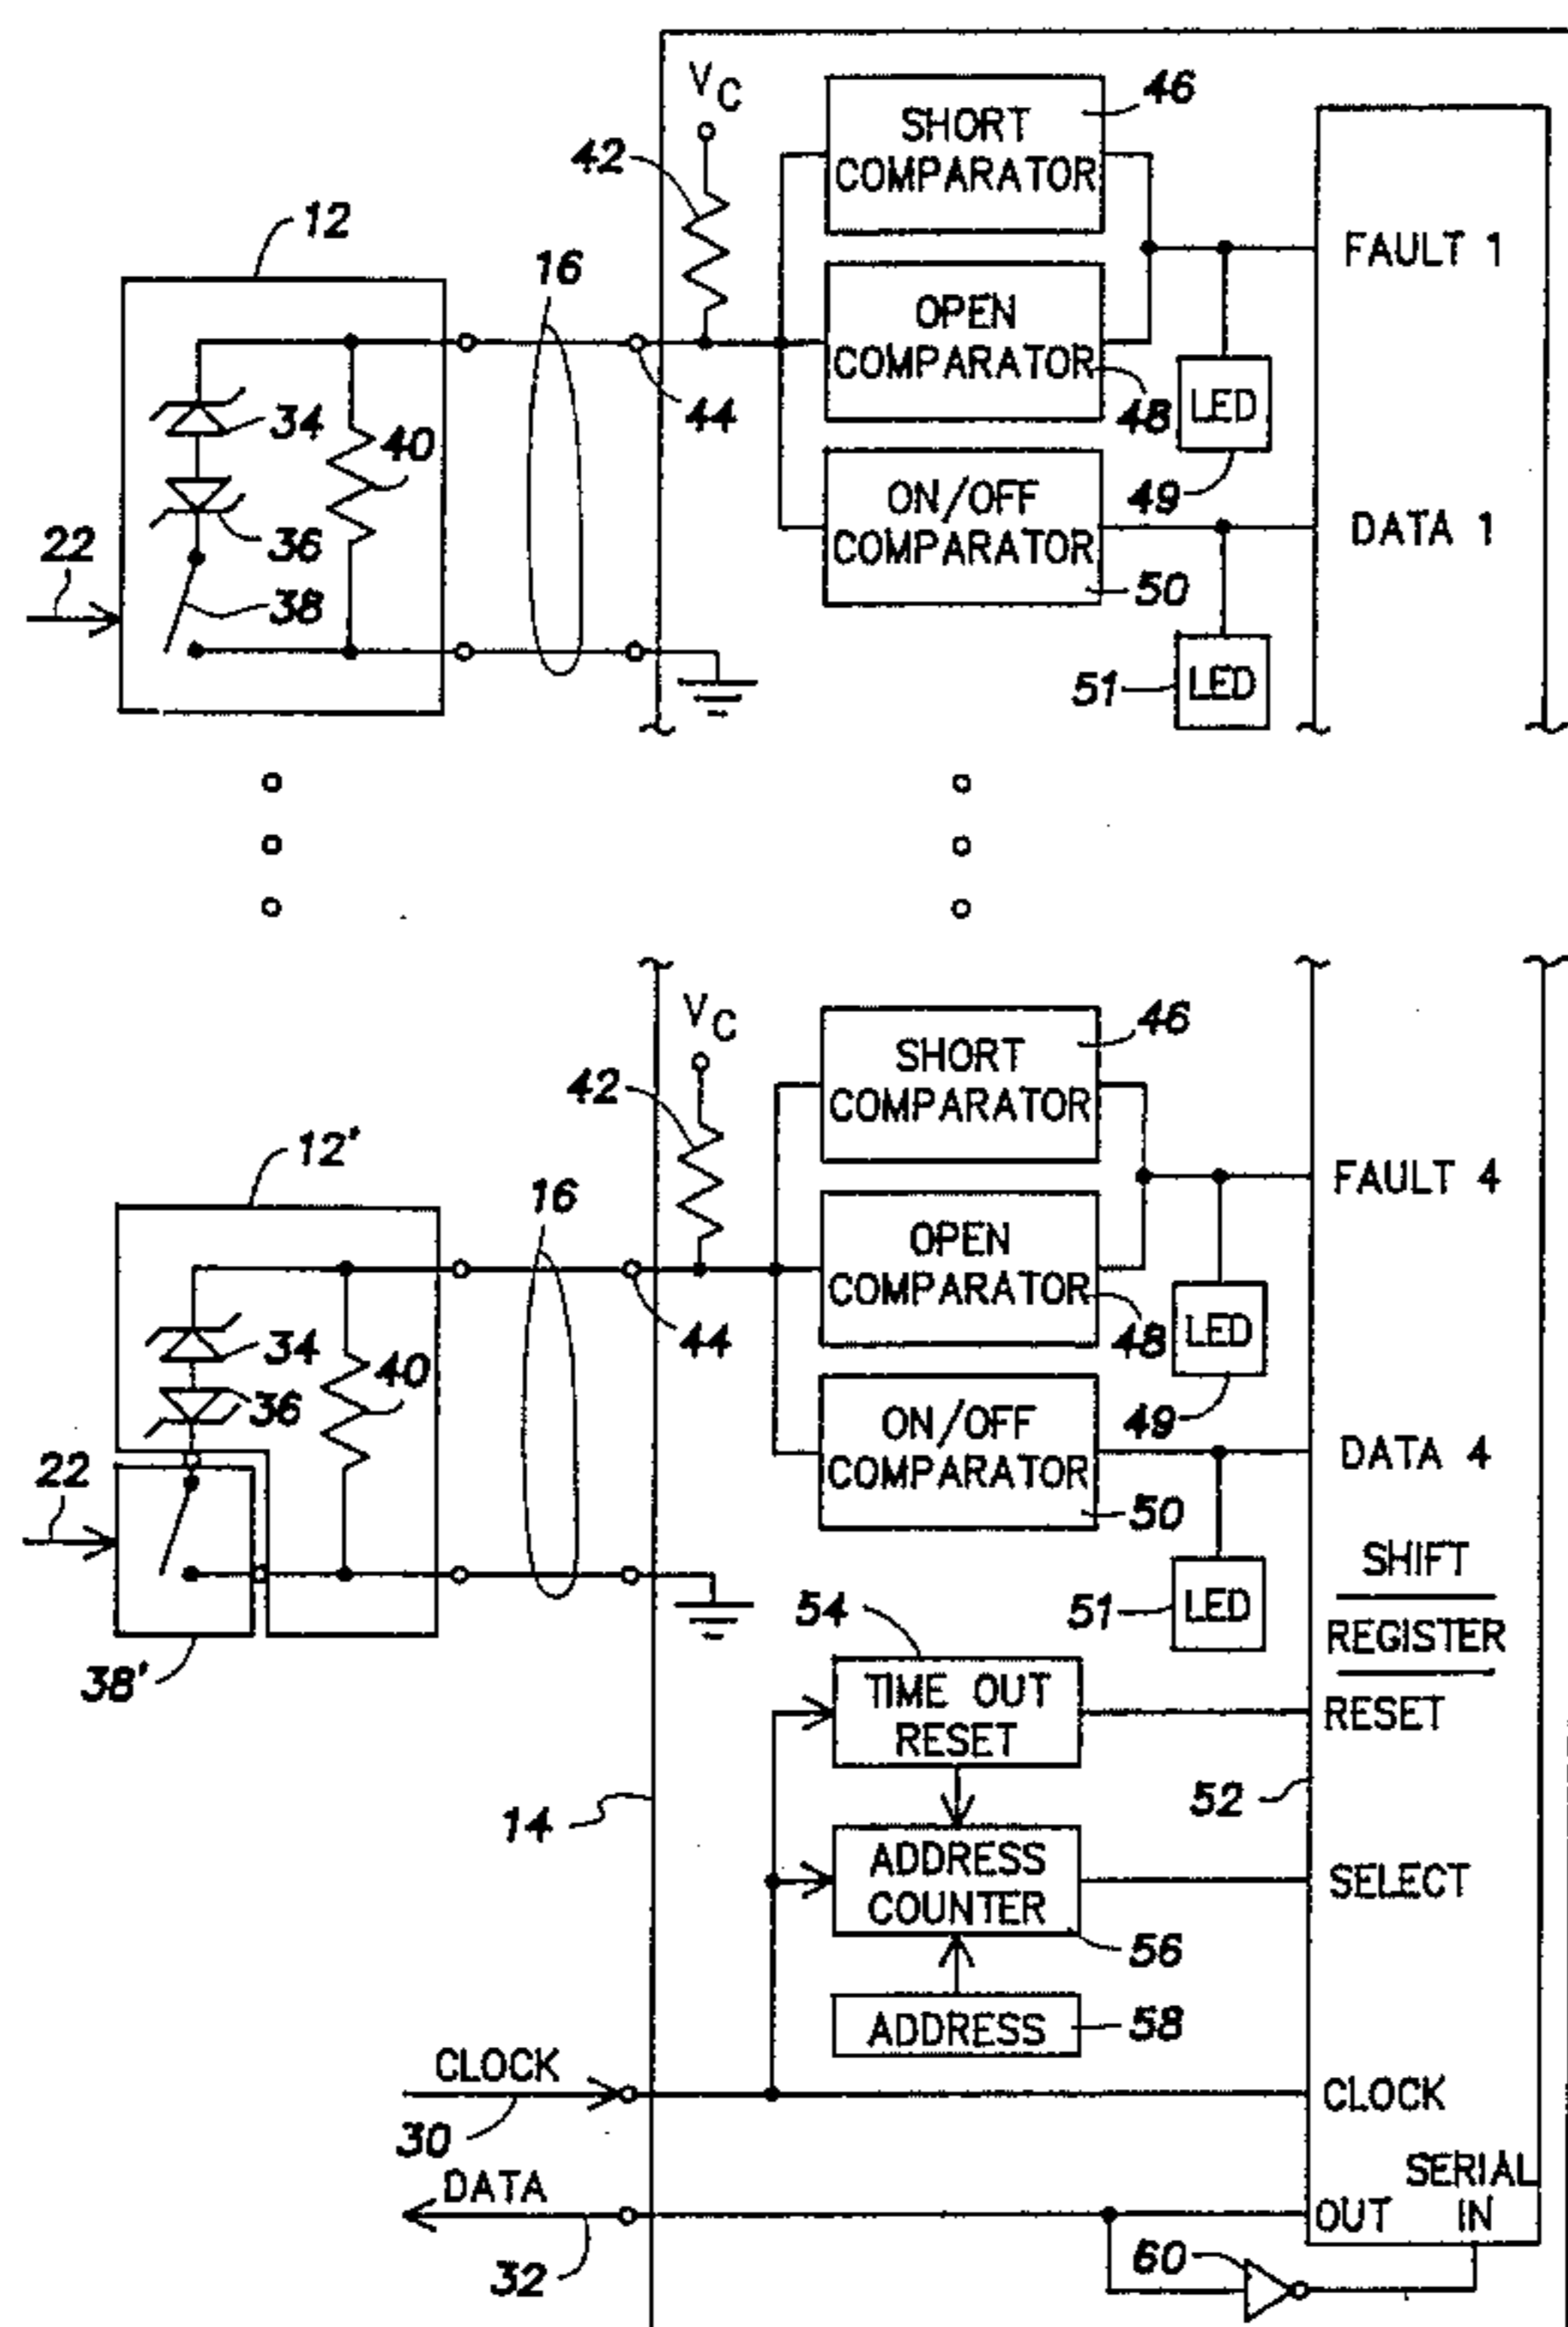 V_C
46
SHORT
COMPARATOR
42
12
16
FAULT 1
OPEN
COMPARATOR
34
40
44
48
LED
36
ON/OFF
COMPARATOR
49
DATA 1
22
38
50
51
LED
V_C
46
SHORT
COMPARATOR
42
12'
16
FAULT 4
OPEN
COMPARATOR
34
40
44
48
LED
36
ON/OFF
COMPARATOR
49
DATA 4
22
50
SHIFT
REGISTER
38'
54
51
LED
TIME OUT
RESET
RESET
14
52
ADDRESS
COUNTER
SELECT
56
ADDRESS
58
CLOCK
30
CLOCK
DATA
32
SERIAL
OUT IN
60